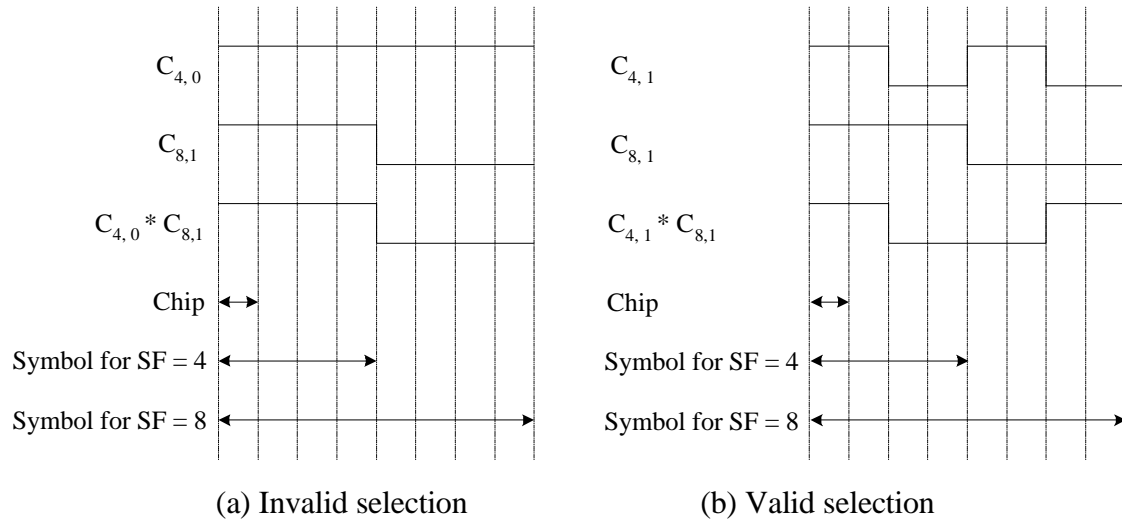 C4, 0
C8,1
C4, 0 * C8,1
Chip
Symbol for SF = 4
Symbol for SF = 8
(a) Invalid selection
C4, 1
C8, 1
C4, 1 * C8,1
Chip
Symbol for SF = 4
Symbol for SF = 8
(b) Valid selection